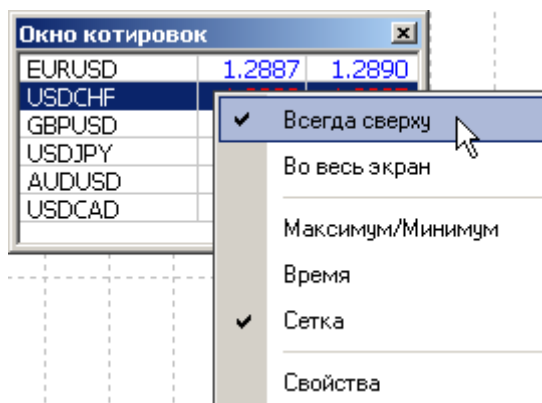 Окно котировок
EURUSD 1.2887 1.2890
USDCHF
GBPUSD
USDJPY
AUDUSD
USDCAD
Всегда сверху
Во весь экран
Максимум/Минимум
Время
Сетка
Свойства